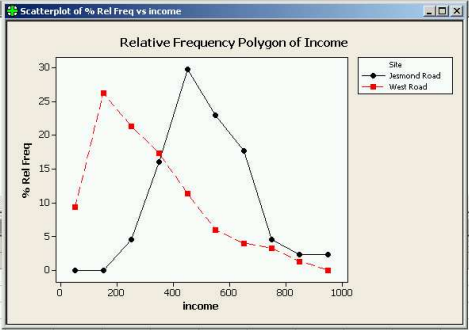 Scatterplot of % Rel Freq vs income
Relative Frequency Polygon of Income
% Rel Freq
30
25
20
15
10
5
0
0 200 400 600 800 1000
income
Site
Jesmond Road
West Road